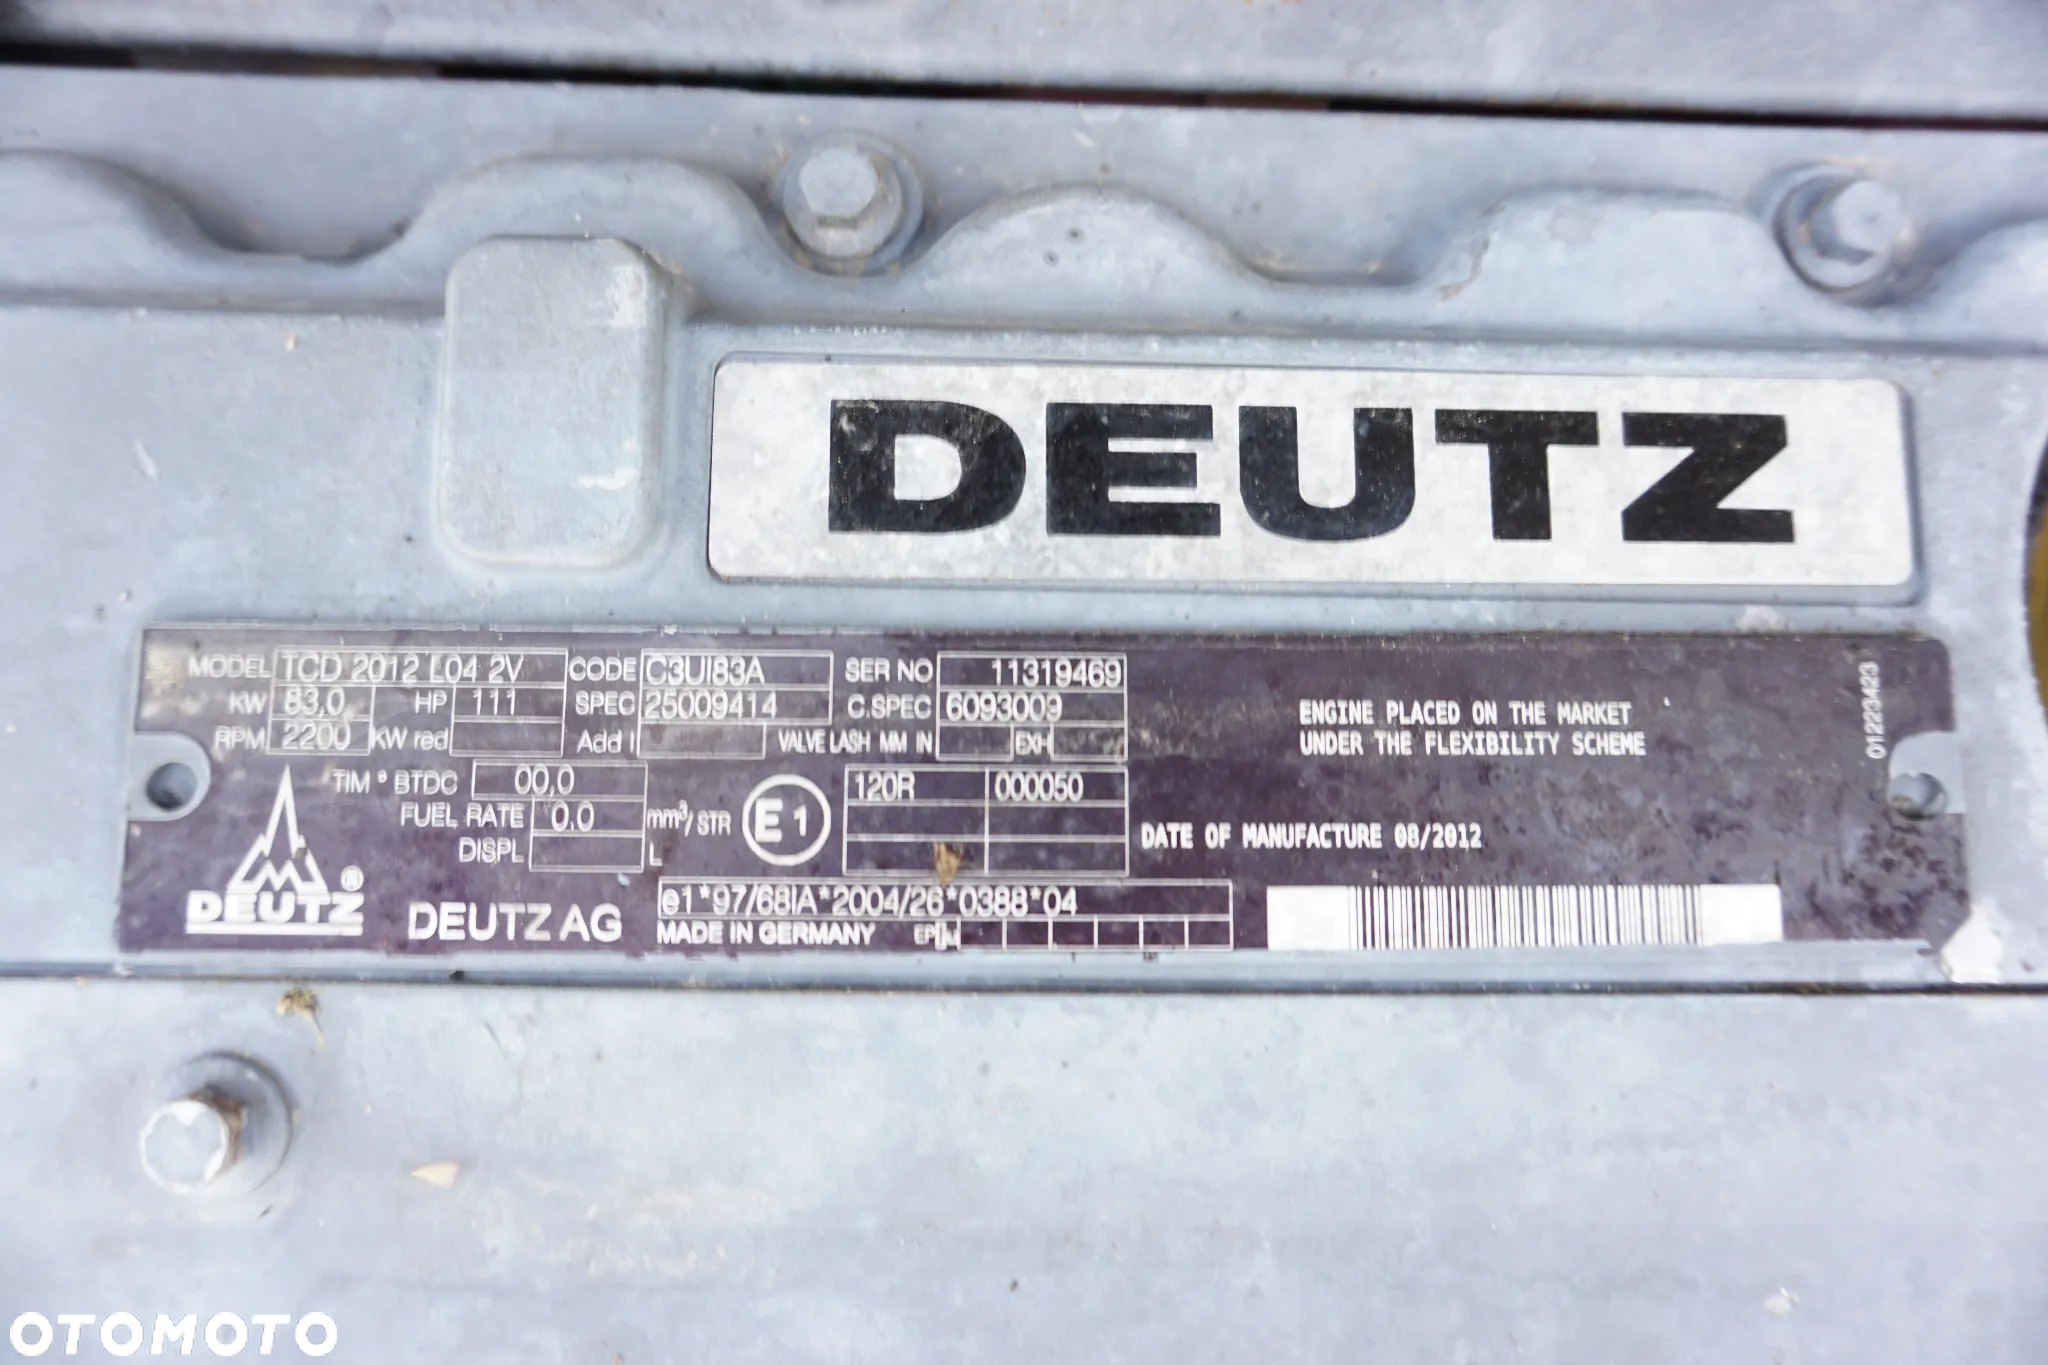 DEUTZ
MODEL TCD 2012 L04 2V CODE C3UI83A SER NO 11319469
KW 83,0 HP 111 SPEC 25009414 C.SPEC 6093009
RPM 2200 KW red Add I VALVE LASH MM IN EXH
TIM ° BTDC 00,0
FUEL RATE 0.0 mm³/STR
DISPL L
E1
120R 000050
ENGINE PLACED ON THE MARKET
UNDER THE FLEXIBILITY SCHEME
01223423
DATE OF MANUFACTURE 08/2012
DEUTZ ®
DEUTZ AG
e1*97/68IA*2004/26*0388*04
MADE IN GERMANY
OTOMOTO